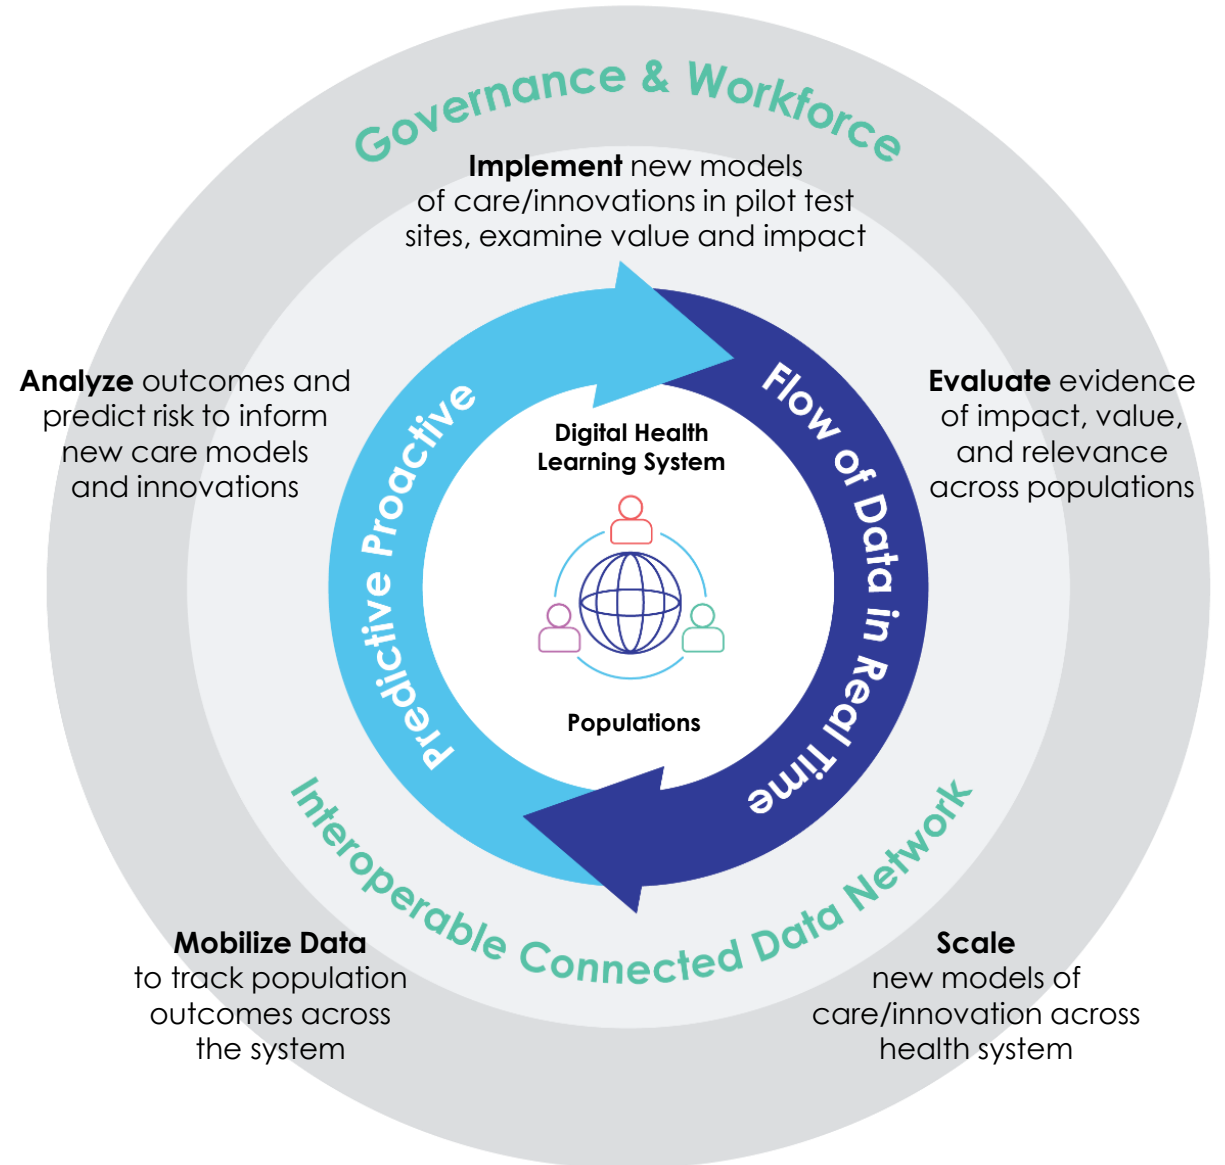 Governance & Workforce
Implement new models
of care/innovations in pilot test
sites, examine value and impact
Analyze outcomes and
predict risk to inform
new care models
and innovations
Evaluate evidence
of impact, value,
and relevance
across populations
Predictive Proactive
Flow of Data in Real Time
Digital Health
Learning System
Populations
Interoperable Connected Data Network
Mobilize Data
to track population
outcomes across
the system
Scale
new models of
care/innovation across
health system